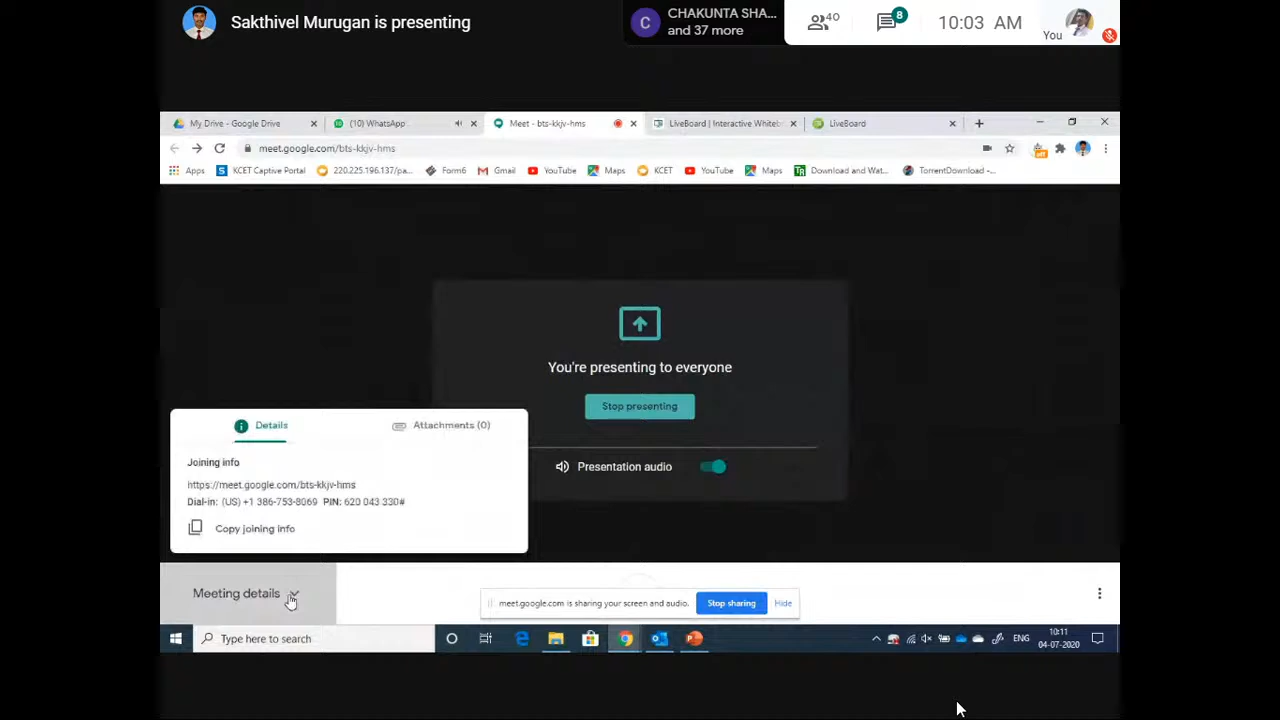 Sakthivel Murugan is presenting
C
CHAKUNTA SHA...
and 37 more
40
8
10:03 AM
You
My Drive - Google Drive
(10) WhatsApp
Meet - bts-kkjv-hms
LiveBoard | Interactive Whitet
LiveBoard
meet.google.com/bts-kkjv-hms
Apps
KCET Captive Portal
220.225.196.137/pa...
Form6
Gmail
YouTube
Maps
KCET
YouTube
Maps
Download and Wat...
TorrentDownload -...
You're presenting to everyone
Stop presenting
Presentation audio
Details
Attachments (0)
Joining info
https://meet.google.com/bts-kkjv-hms
Dial-in: (US) +1 386-753-8069 PIN: 620 043 330#
Copy joining info
Meeting details
meet.google.com is sharing your screen and audio.
Stop sharing
Hide
Type here to search
ENG
10:11
04-07-2020